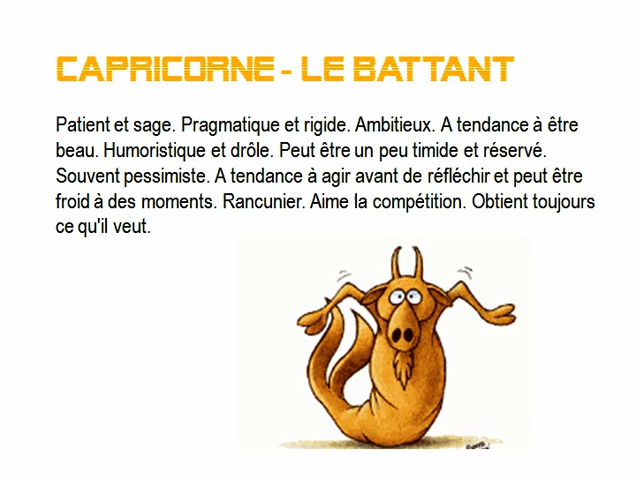 CAPRICORNE - LE BATTANT
Patient et sage. Pragmatique et rigide. Ambitieux. A tendance à être
beau. Humoristique et drôle. Peut être un peu timide et réservé.
Souvent pessimiste. A tendance à agir avant de réfléchir et peut être
froid à des moments. Rancunier. Aime la compétition. Obtient toujours
ce qu'il veut.